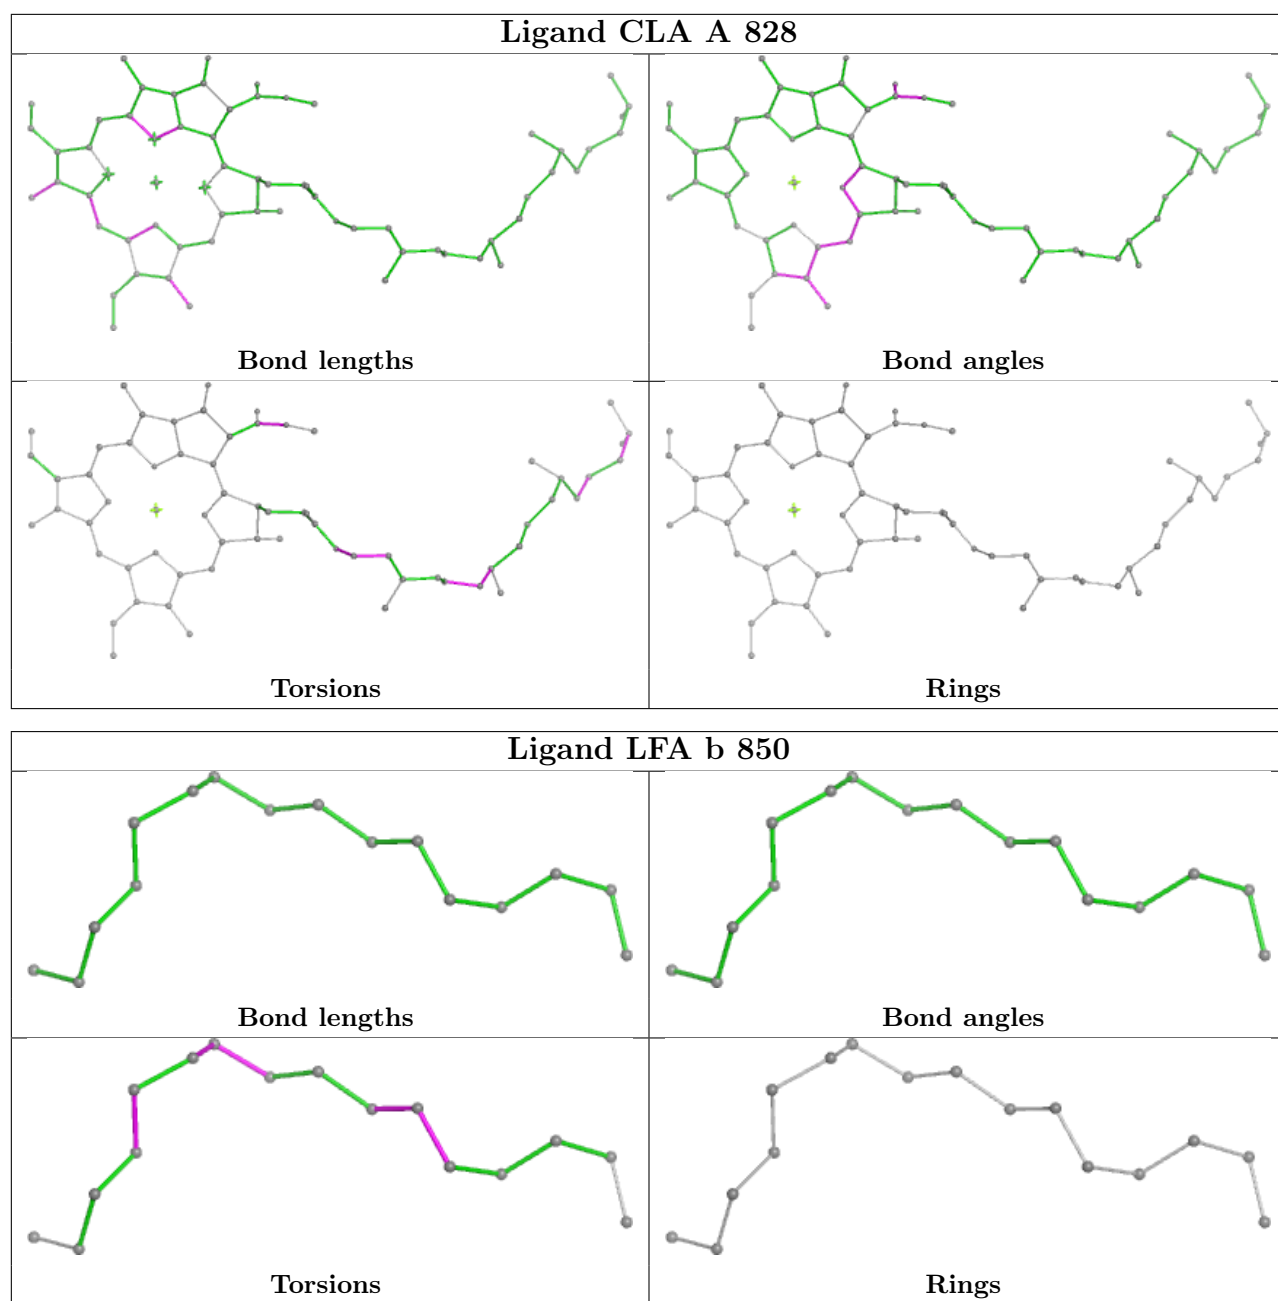 Ligand CLA A 828
Bond lengths
Bond angles
Torsions
Rings
Ligand LFA b 850
Bond lengths
Bond angles
Torsions
Rings